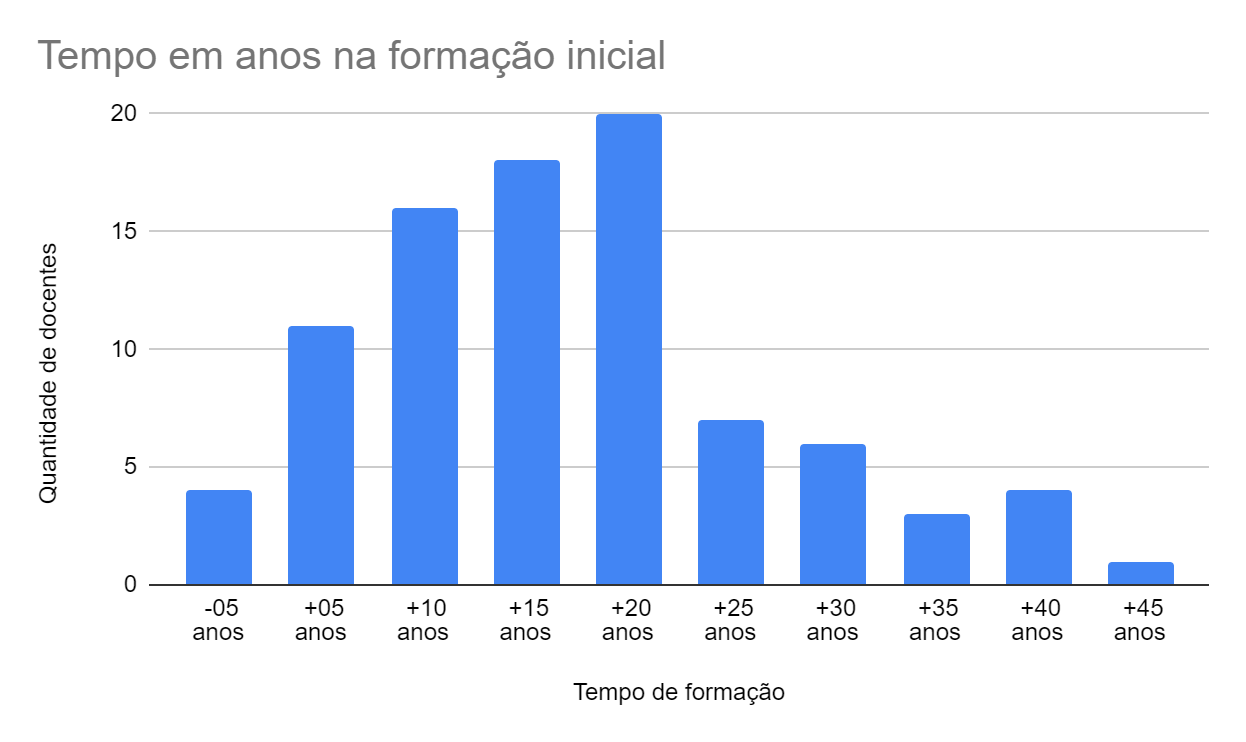 Tempo em anos na formação inicial
Quantidade de docentes
20
15
10
5
0
-05 anos
+05 anos
+10 anos
+15 anos
+20 anos
+25 anos
+30 anos
+35 anos
+40 anos
+45 anos
Tempo de formação